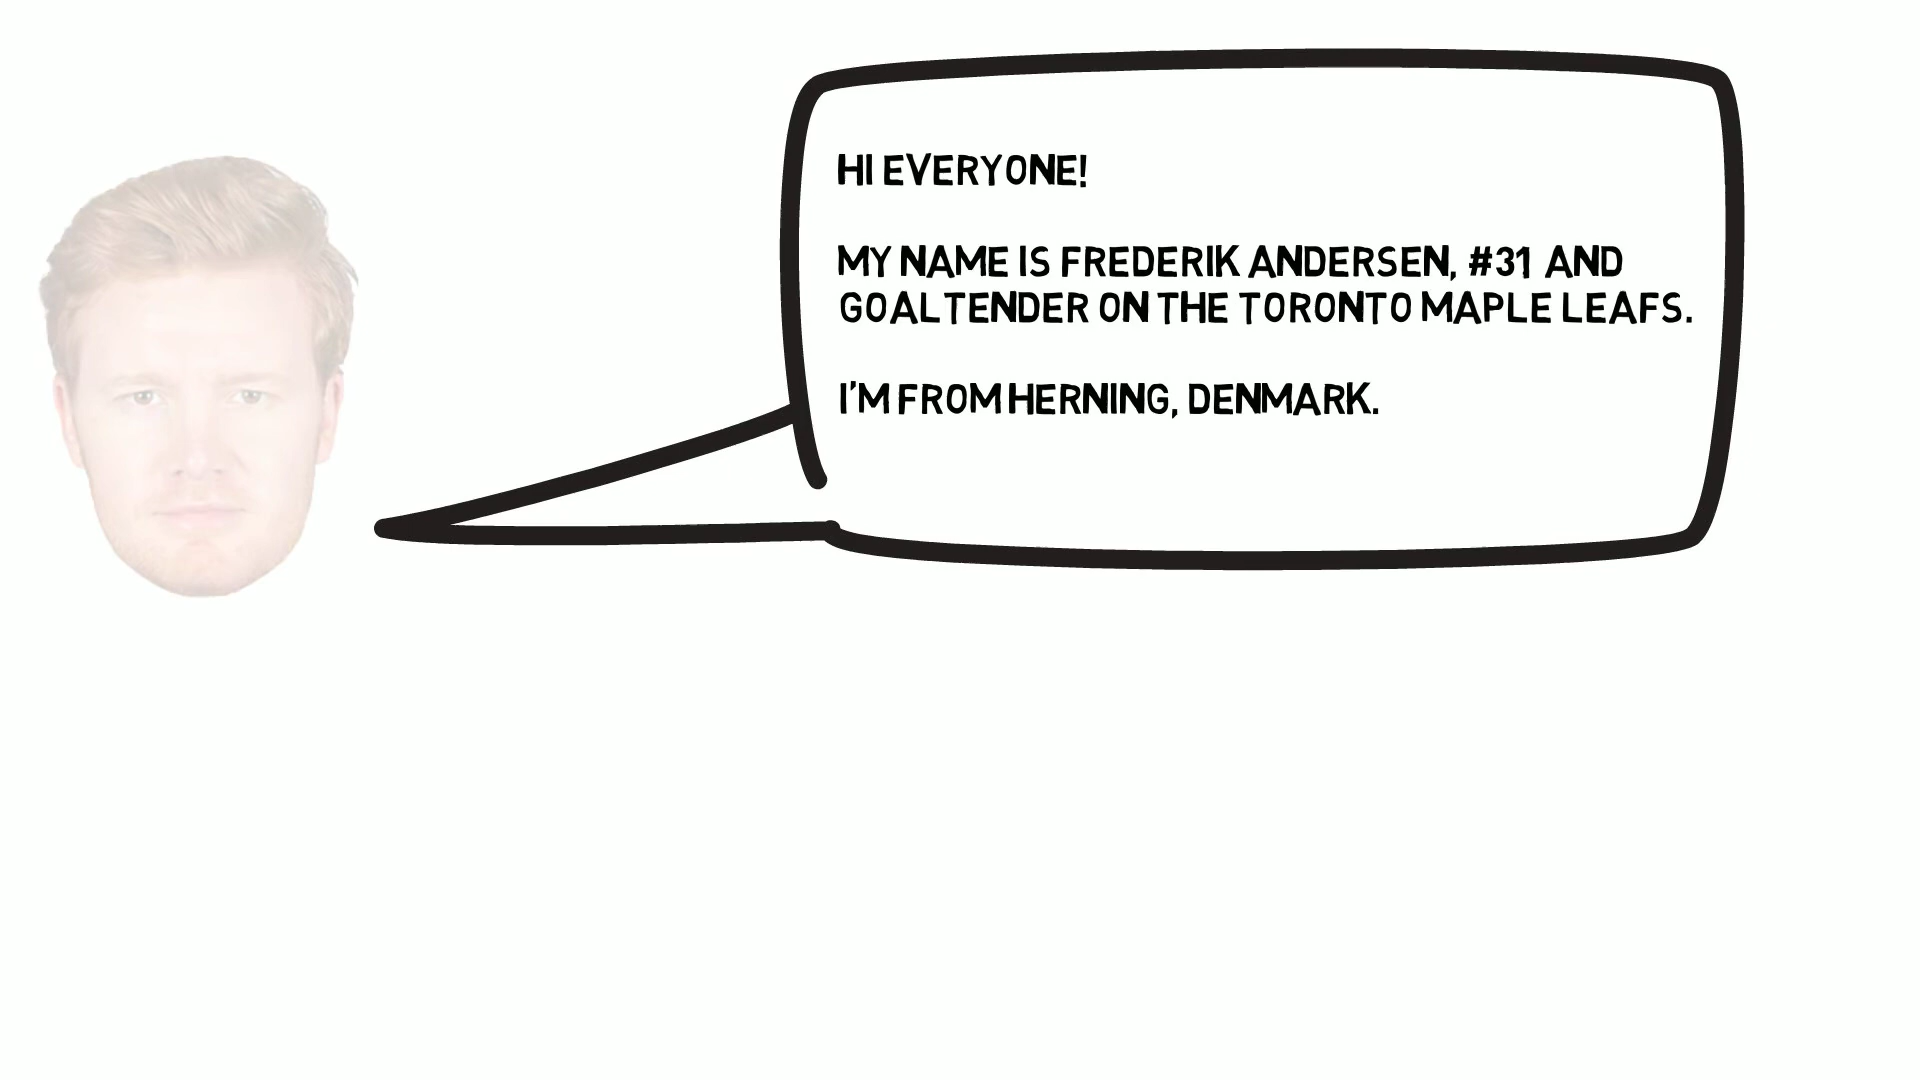 HI EVERYONE!
MY NAME IS FREDERIK ANDERSEN, #31 AND
GOALTENDER ON THE TORONTO MAPLE LEAFS.
I'M FROM HERNING, DENMARK.